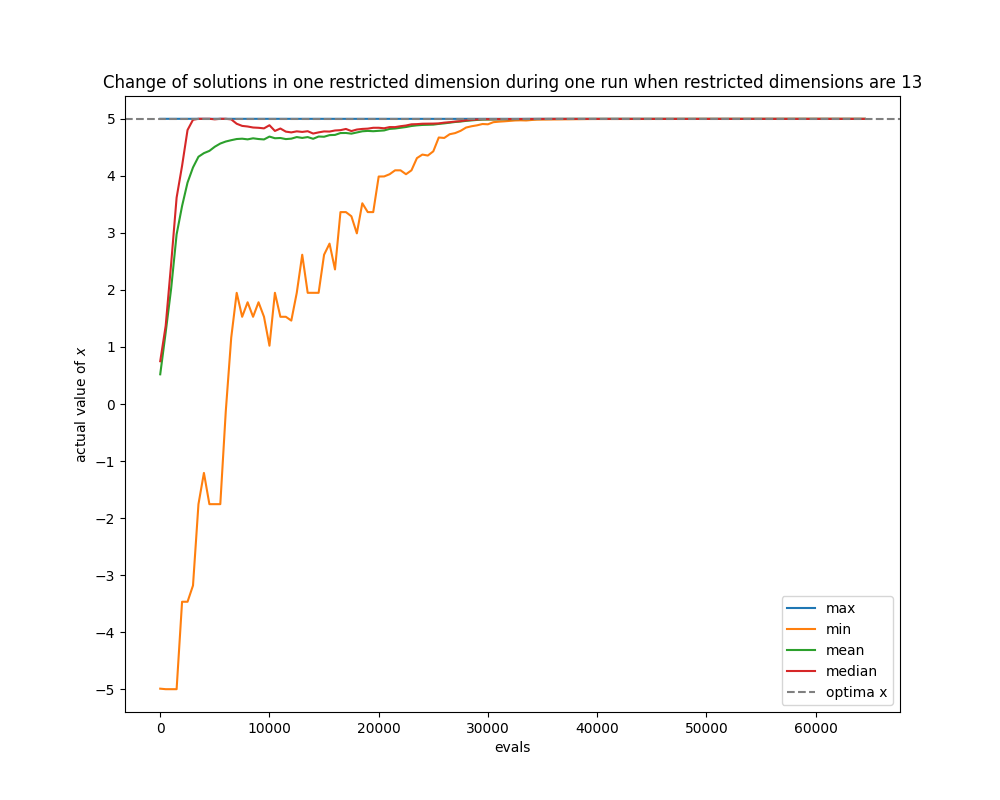 Change of solutions in one restricted dimension during one run when restricted dimensions are 13
5
4
3
2
1
0
−1
−2
−3
−4
−5
actual value of x
max
min
mean
median
optima x
0 10000 20000 30000 40000 50000 60000
evals